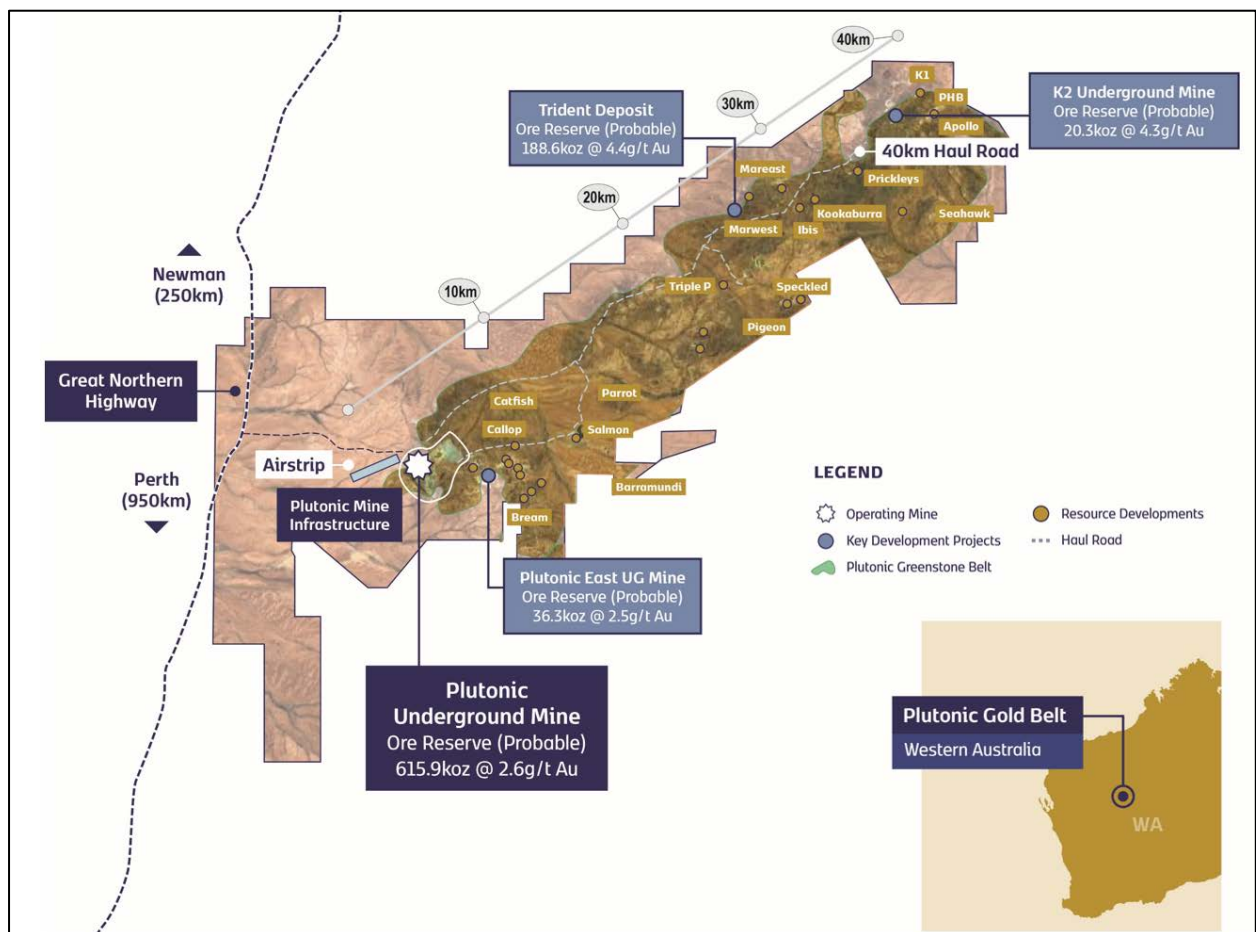 40km
K1
Trident Deposit
Ore Reserve (Probable)
188.6koz @ 4.4g/t Au
30km
PHB
K2 Underground Mine
Ore Reserve (Probable)
20.3koz @ 4.3g/t Au
Apollo
40km Haul Road
Mareast
Prickleys
20km
Kookaburra
Seahawk
Marwest
Ibis
Newman
(250km)
10km
Triple P
Speckled
Pigeon
Great Northern
Highway
Catfish
Parrot
Callop
Salmon
Airstrip
Perth
(950km)
Barramundi
Plutonic Mine
Infrastructure
Bream
Plutonic East UG Mine
Ore Reserve (Probable)
36.3koz @ 2.5g/t Au
Plutonic
Underground Mine
Ore Reserve (Probable)
615.9koz @ 2.6g/t Au
LEGEND
Operating Mine
Resource Developments
Key Development Projects
Haul Road
Plutonic Greenstone Belt
Plutonic Gold Belt
Western Australia
WA